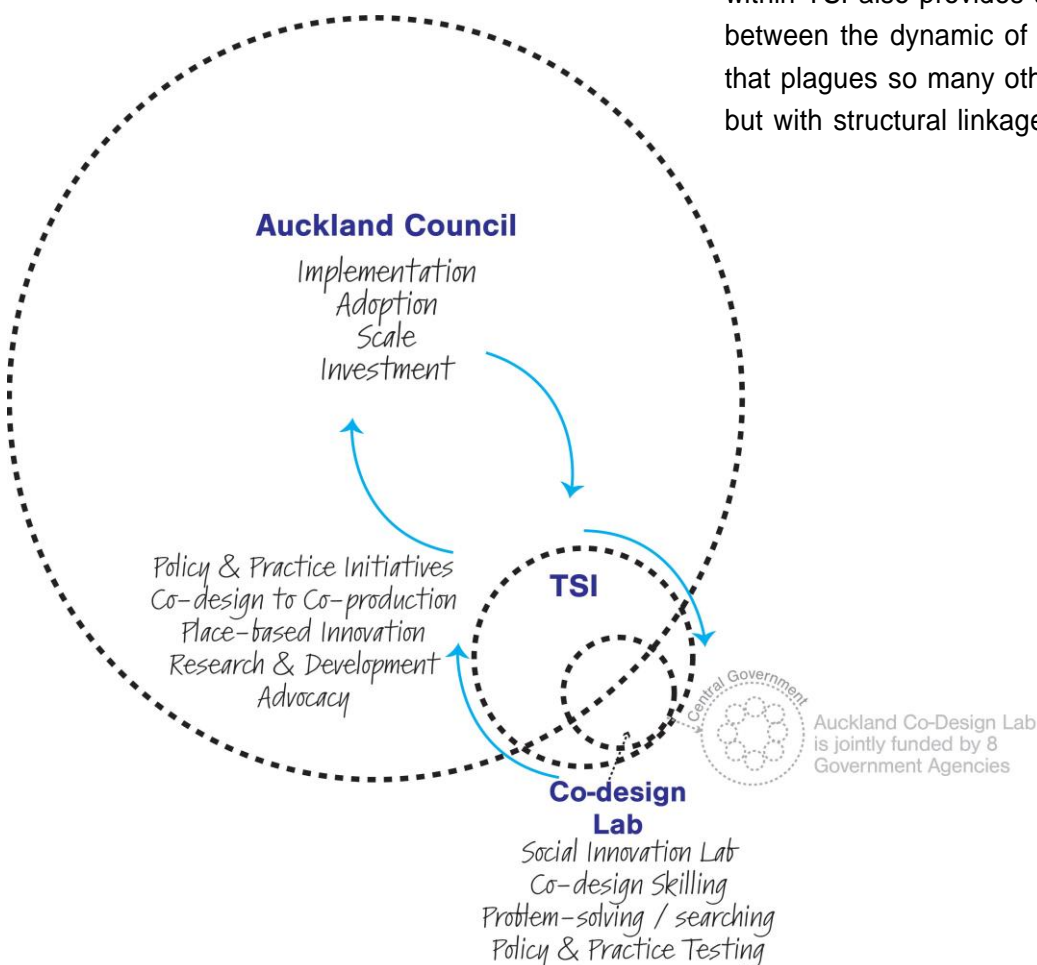 within TSI also provides
between the dynamic of
that plagues so many
but with structural
Auckland Council
Implementation
Adoption
Scale
Investment
Policy & Practice Initiatives
Co-design to Co-production
Place-based Innovation
Research & Development
Advocacy
TSI
Central Government
Auckland Co-Design Lab
is jointly funded by 8
Government Agencies
Co-design
Lab
Social Innovation Lab
Co-design Skilling
Problem-solving / searching
Policy & Practice Testing